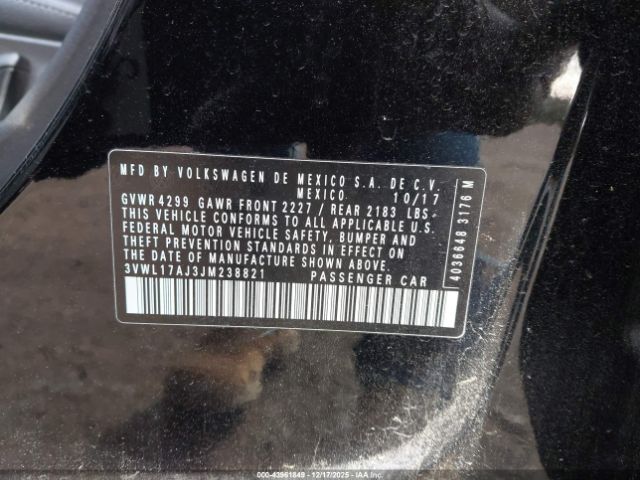 MFD BY VOLKSWAGEN DE MEXICO S.A. DE C.V.
MEXICO 10/17
GVWR 4299 GAWR FRONT 2227 / REAR 2183 LBS.
THIS VEHICLE CONFORMS TO ALL APPLICABLE U.S.
FEDERAL MOTOR VEHICLE SAFETY, BUMPER AND
THEFT PREVENTION STANDARDS IN EFFECT ON
THE DATE OF MANUFACTURE SHOWN ABOVE.
3VWL17AJ3JM238821 PASSENGER CAR
4036648 3176 M
000-43961849 - 12/17/2025 - IAA Inc.